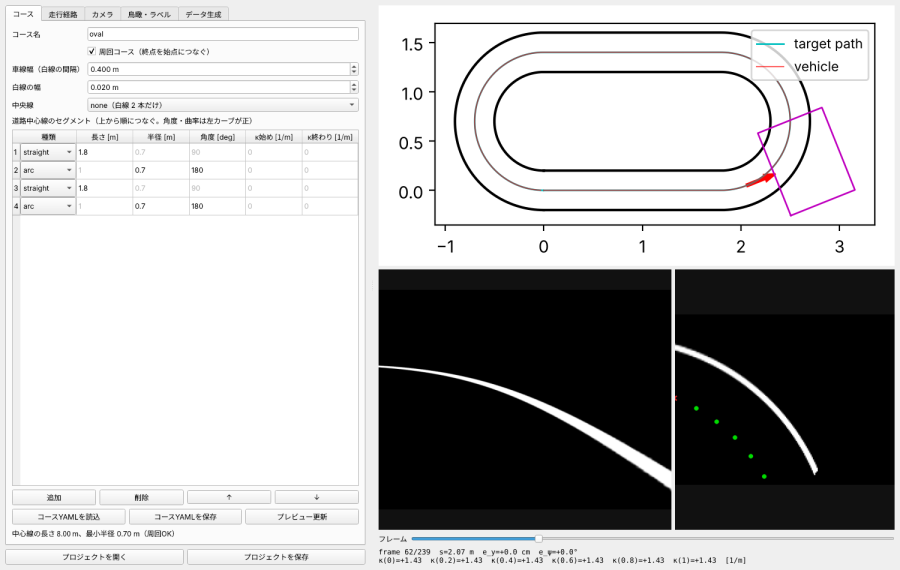 コース 走行経路 カメラ 鳥瞰・ラベル データ生成
コース名 oval
周回コース（終点を始点につなぐ）
車線幅（白線の間隔） 0.400 m
白線の幅 0.020 m
中央線 none（白線 2 本だけ）
道路中心線のセグメント（上から順につなぐ。角度・曲率は左カーブが正）
種類 長さ [m] 半径 [m] 角度 [deg] κ始め [1/m] κ終わり [1/m]
1 straight 1.8 0.7 90 0 0
2 arc 1 0.7 180 0 0
3 straight 1.8 0.7 90 0 0
4 arc 1 0.7 180 0 0
追加 削除 ↑ ↓
コースYAMLを読込 コースYAMLを保存 プレビュー更新
中心線の長さ 8.00 m、最小半径 0.70 m（周回OK）
プロジェクトを開く プロジェクトを保存
target path
vehicle
1.5
1.0
0.5
0.0
−1 0 1 2 3
フレーム
frame 62/239 s=2.07 m e_y=+0.0 cm e_ψ=+0.0°
κ(0)=+1.43 κ(0.2)=+1.43 κ(0.4)=+1.43 κ(0.6)=+1.43 κ(0.8)=+1.43 κ(1)=+1.43 [1/m]